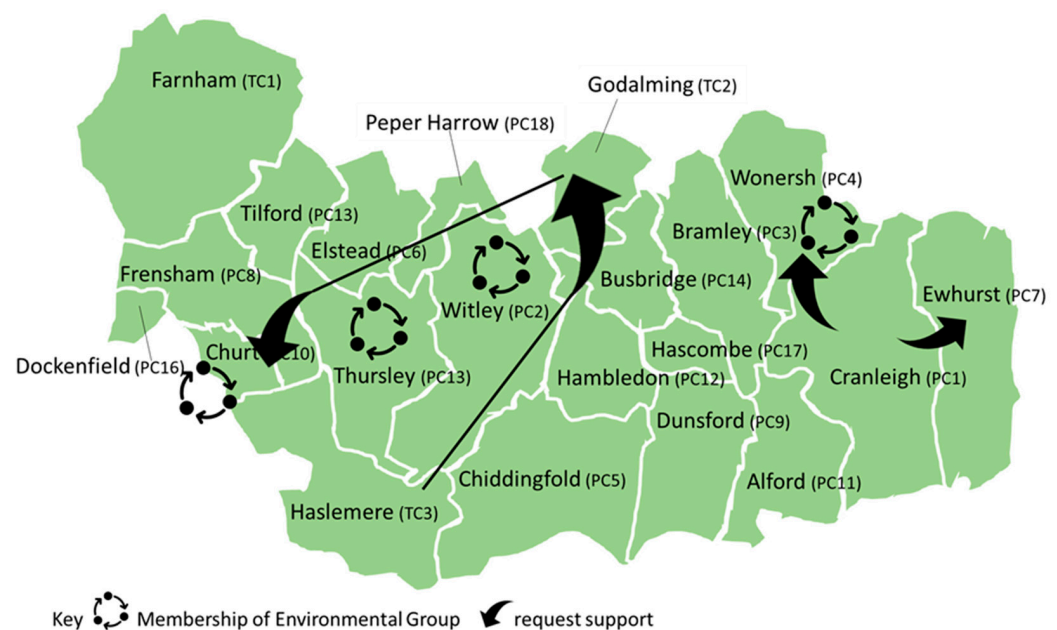 Farnham (TC1)
Godalming (TC2)
Peper Harrow (PC18)
Wonersh (PC4)
Tilford (PC13)
Bramley (PC3)
Elstead (PC6)
Frensham (PC8)
Busbridge (PC14)
Ewhurst (PC7)
Witley (PC2)
Churt PC10)
Hascombe (PC17)
Dockenfield (PC16)
Thursley (PC13)
Hambledon (PC12)
Cranleigh (PC1)
Dunsford (PC9)
Chiddingfold (PC5)
Alford (PC11)
Haslemere (TC3)
Key Membership of Environmental Group request support